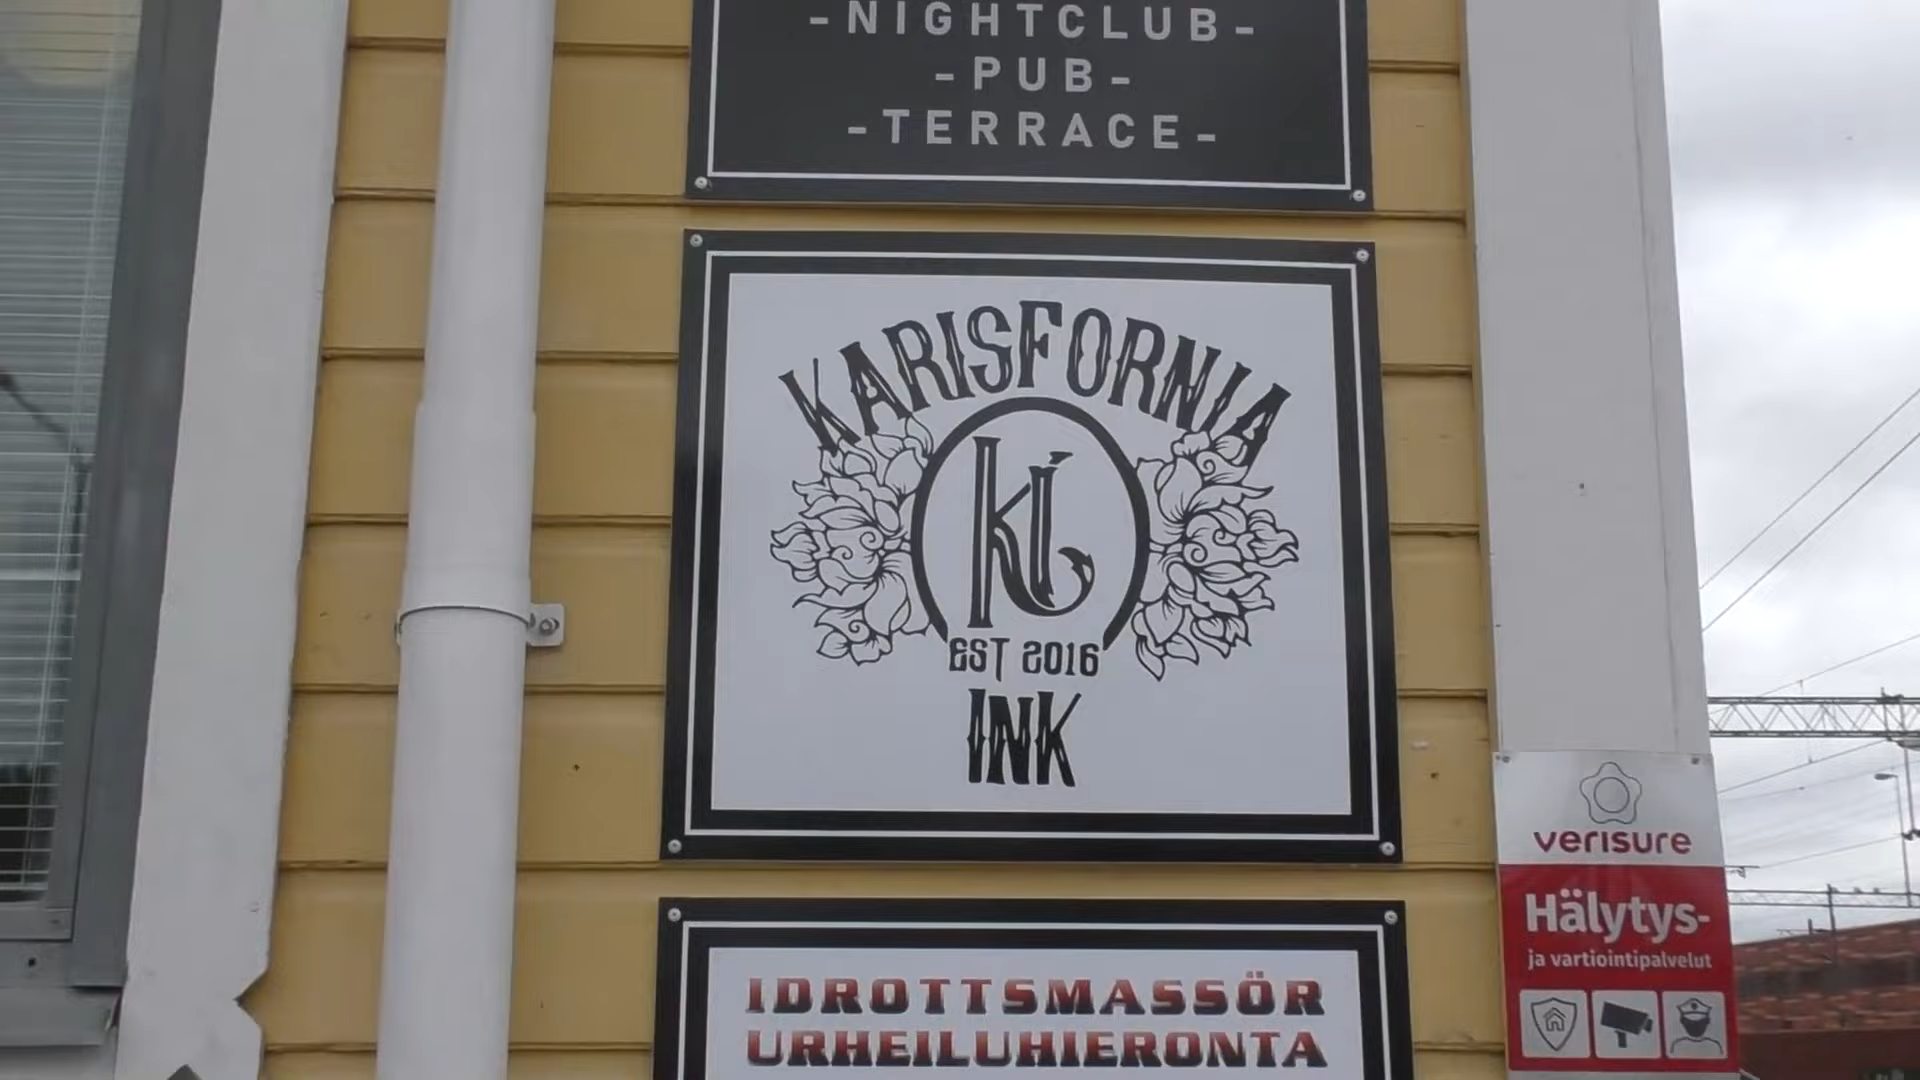 -NIGHTCLUB-
-PUB-
-TERRACE-
KARISFORNIA
KI
EST 2016
INK
IDROTTSMASSÖR
URHEILUHIERONTA
verisure
Hälytys-
ja vartiointipalvelut